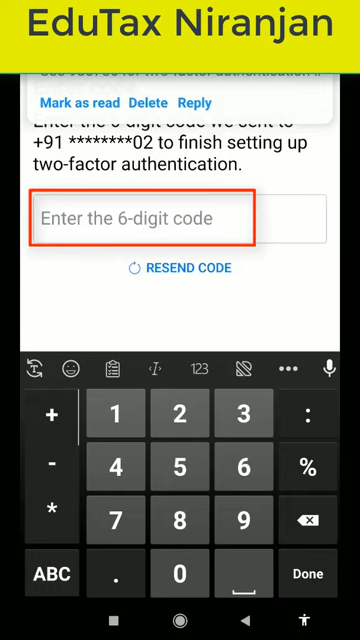 EduTax Niranjan
Mark as read Delete Reply
Enter the 6-digit code we sent to
+91 ********02 to finish setting up
two-factor authentication.
Enter the 6-digit code
RESEND CODE
T 123
+ 1 2 3 :
- 4 5 6 %
* 7 8 9
ABC . 0 Done